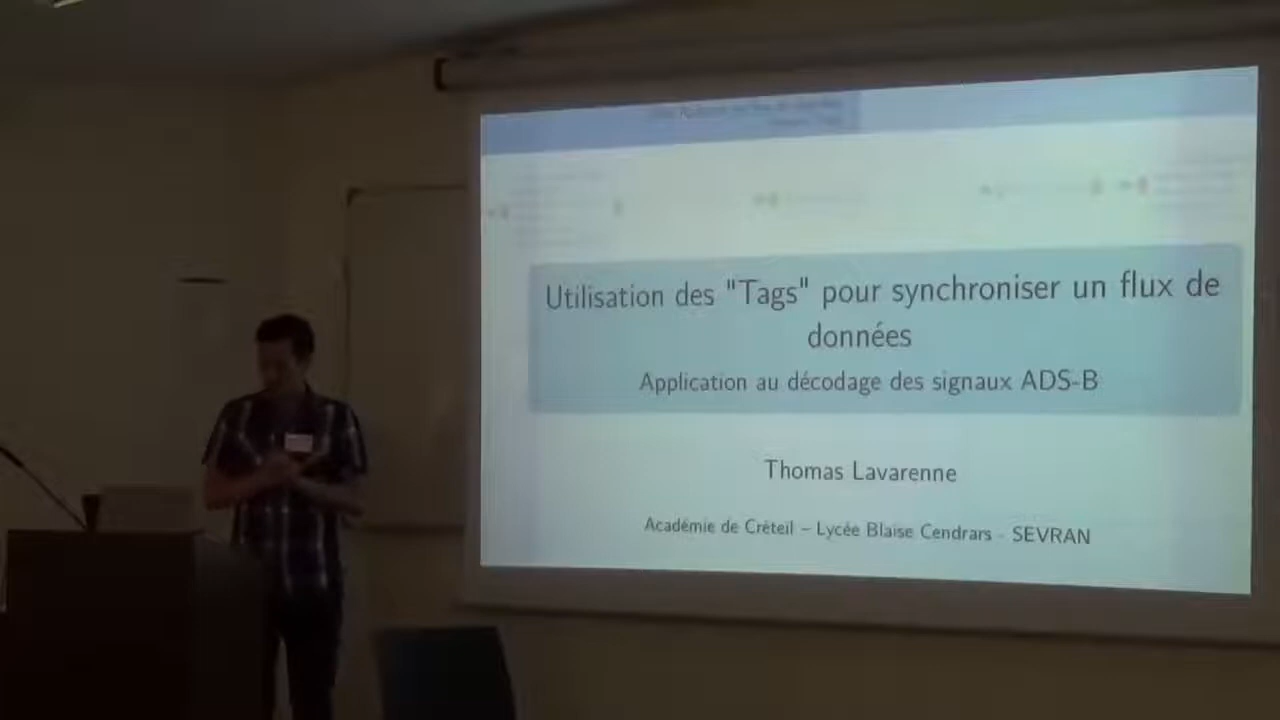 Utilisation des "Tags" pour synchroniser un flux de
données
Application au décodage des signaux ADS-B
Thomas Lavarenne
Académie de Créteil – Lycée Blaise Cendrars - SEVRAN